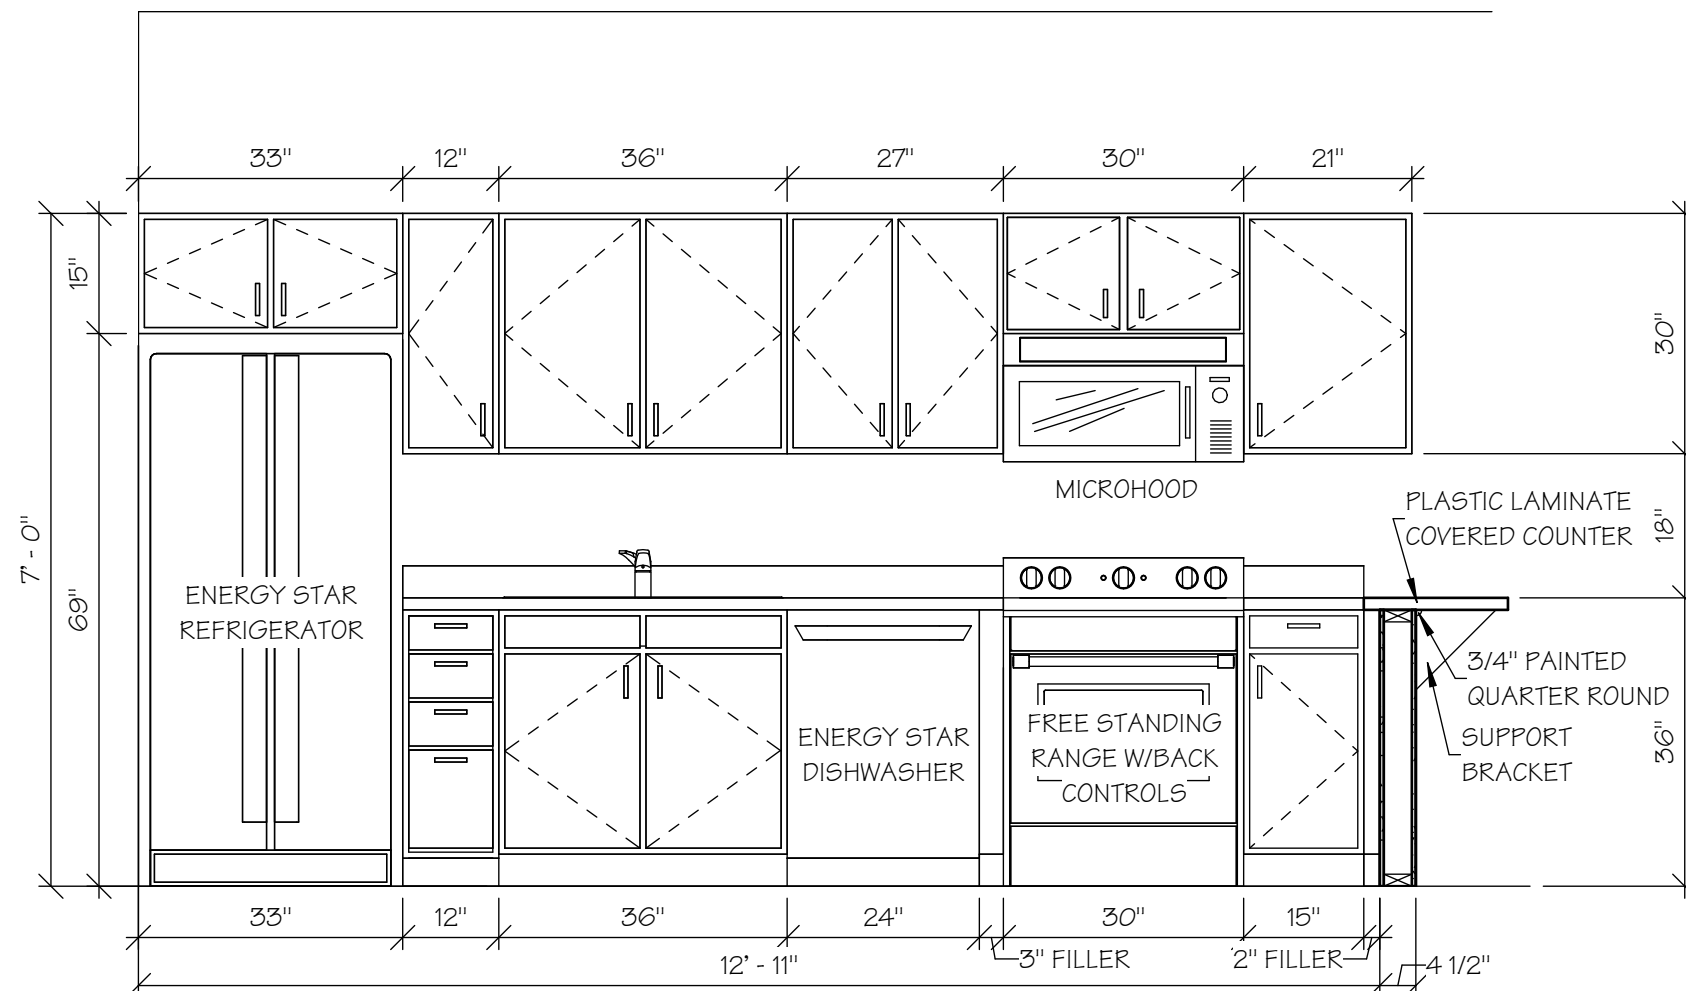 33" 12" 36" 27" 30" 21"
15"
30"
MICROHOOD
PLASTIC LAMINATE
COVERED COUNTER
18"
7' - 0"
69"
ENERGY STAR
REFRIGERATOR
3/4" PAINTED
QUARTER ROUND
SUPPORT
BRACKET
36"
ENERGY STAR
DISHWASHER
FREE STANDING
RANGE W/BACK
CONTROLS
33" 12" 36" 24" 30" 15"
3" FILLER
2" FILLER
12' - 11"
4 1/2"